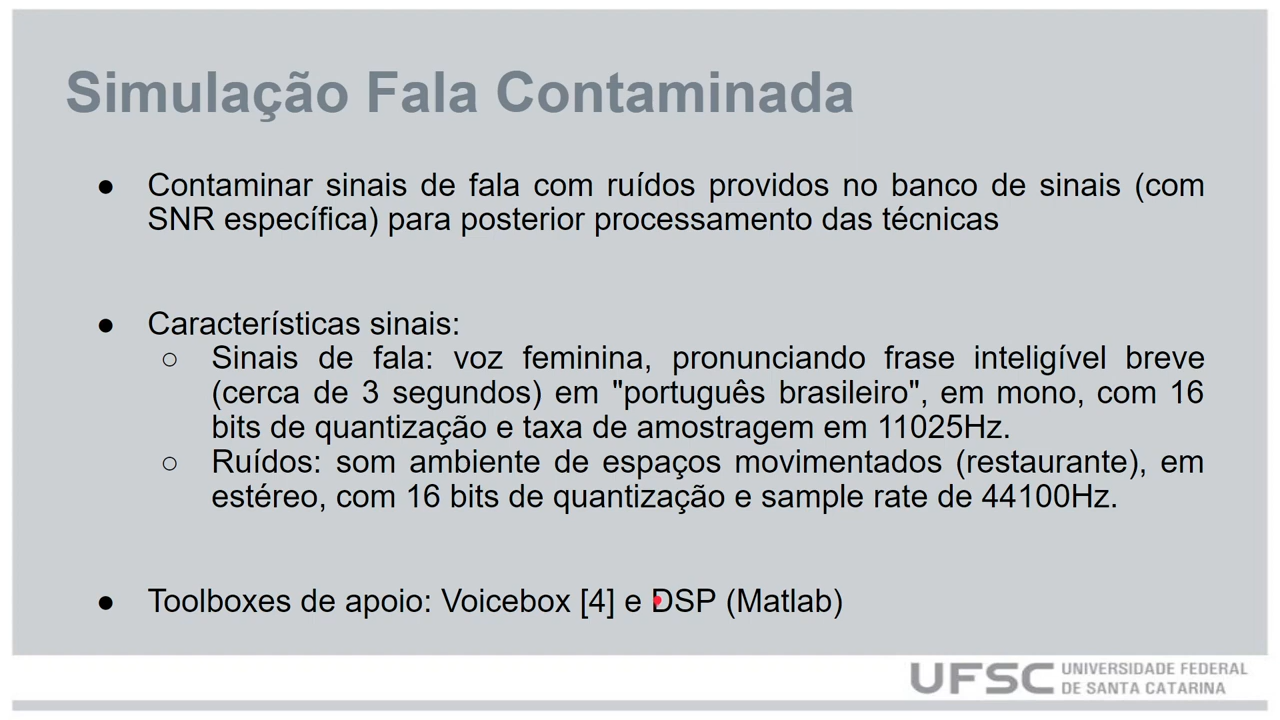 Simulação Fala Contaminada
● Contaminar sinais de fala com ruídos providos no banco de sinais (com
SNR específica) para posterior processamento das técnicas
● Características sinais:
○ Sinais de fala: voz feminina, pronunciando frase inteligível breve
(cerca de 3 segundos) em "português brasileiro", em mono, com 16
bits de quantização e taxa de amostragem em 11025Hz.
○ Ruídos: som ambiente de espaços movimentados (restaurante), em
estéreo, com 16 bits de quantização e sample rate de 44100Hz.
● Toolboxes de apoio: Voicebox [4] e DSP (Matlab)
UFSC UNIVERSIDADE FEDERAL
DE SANTA CATARINA